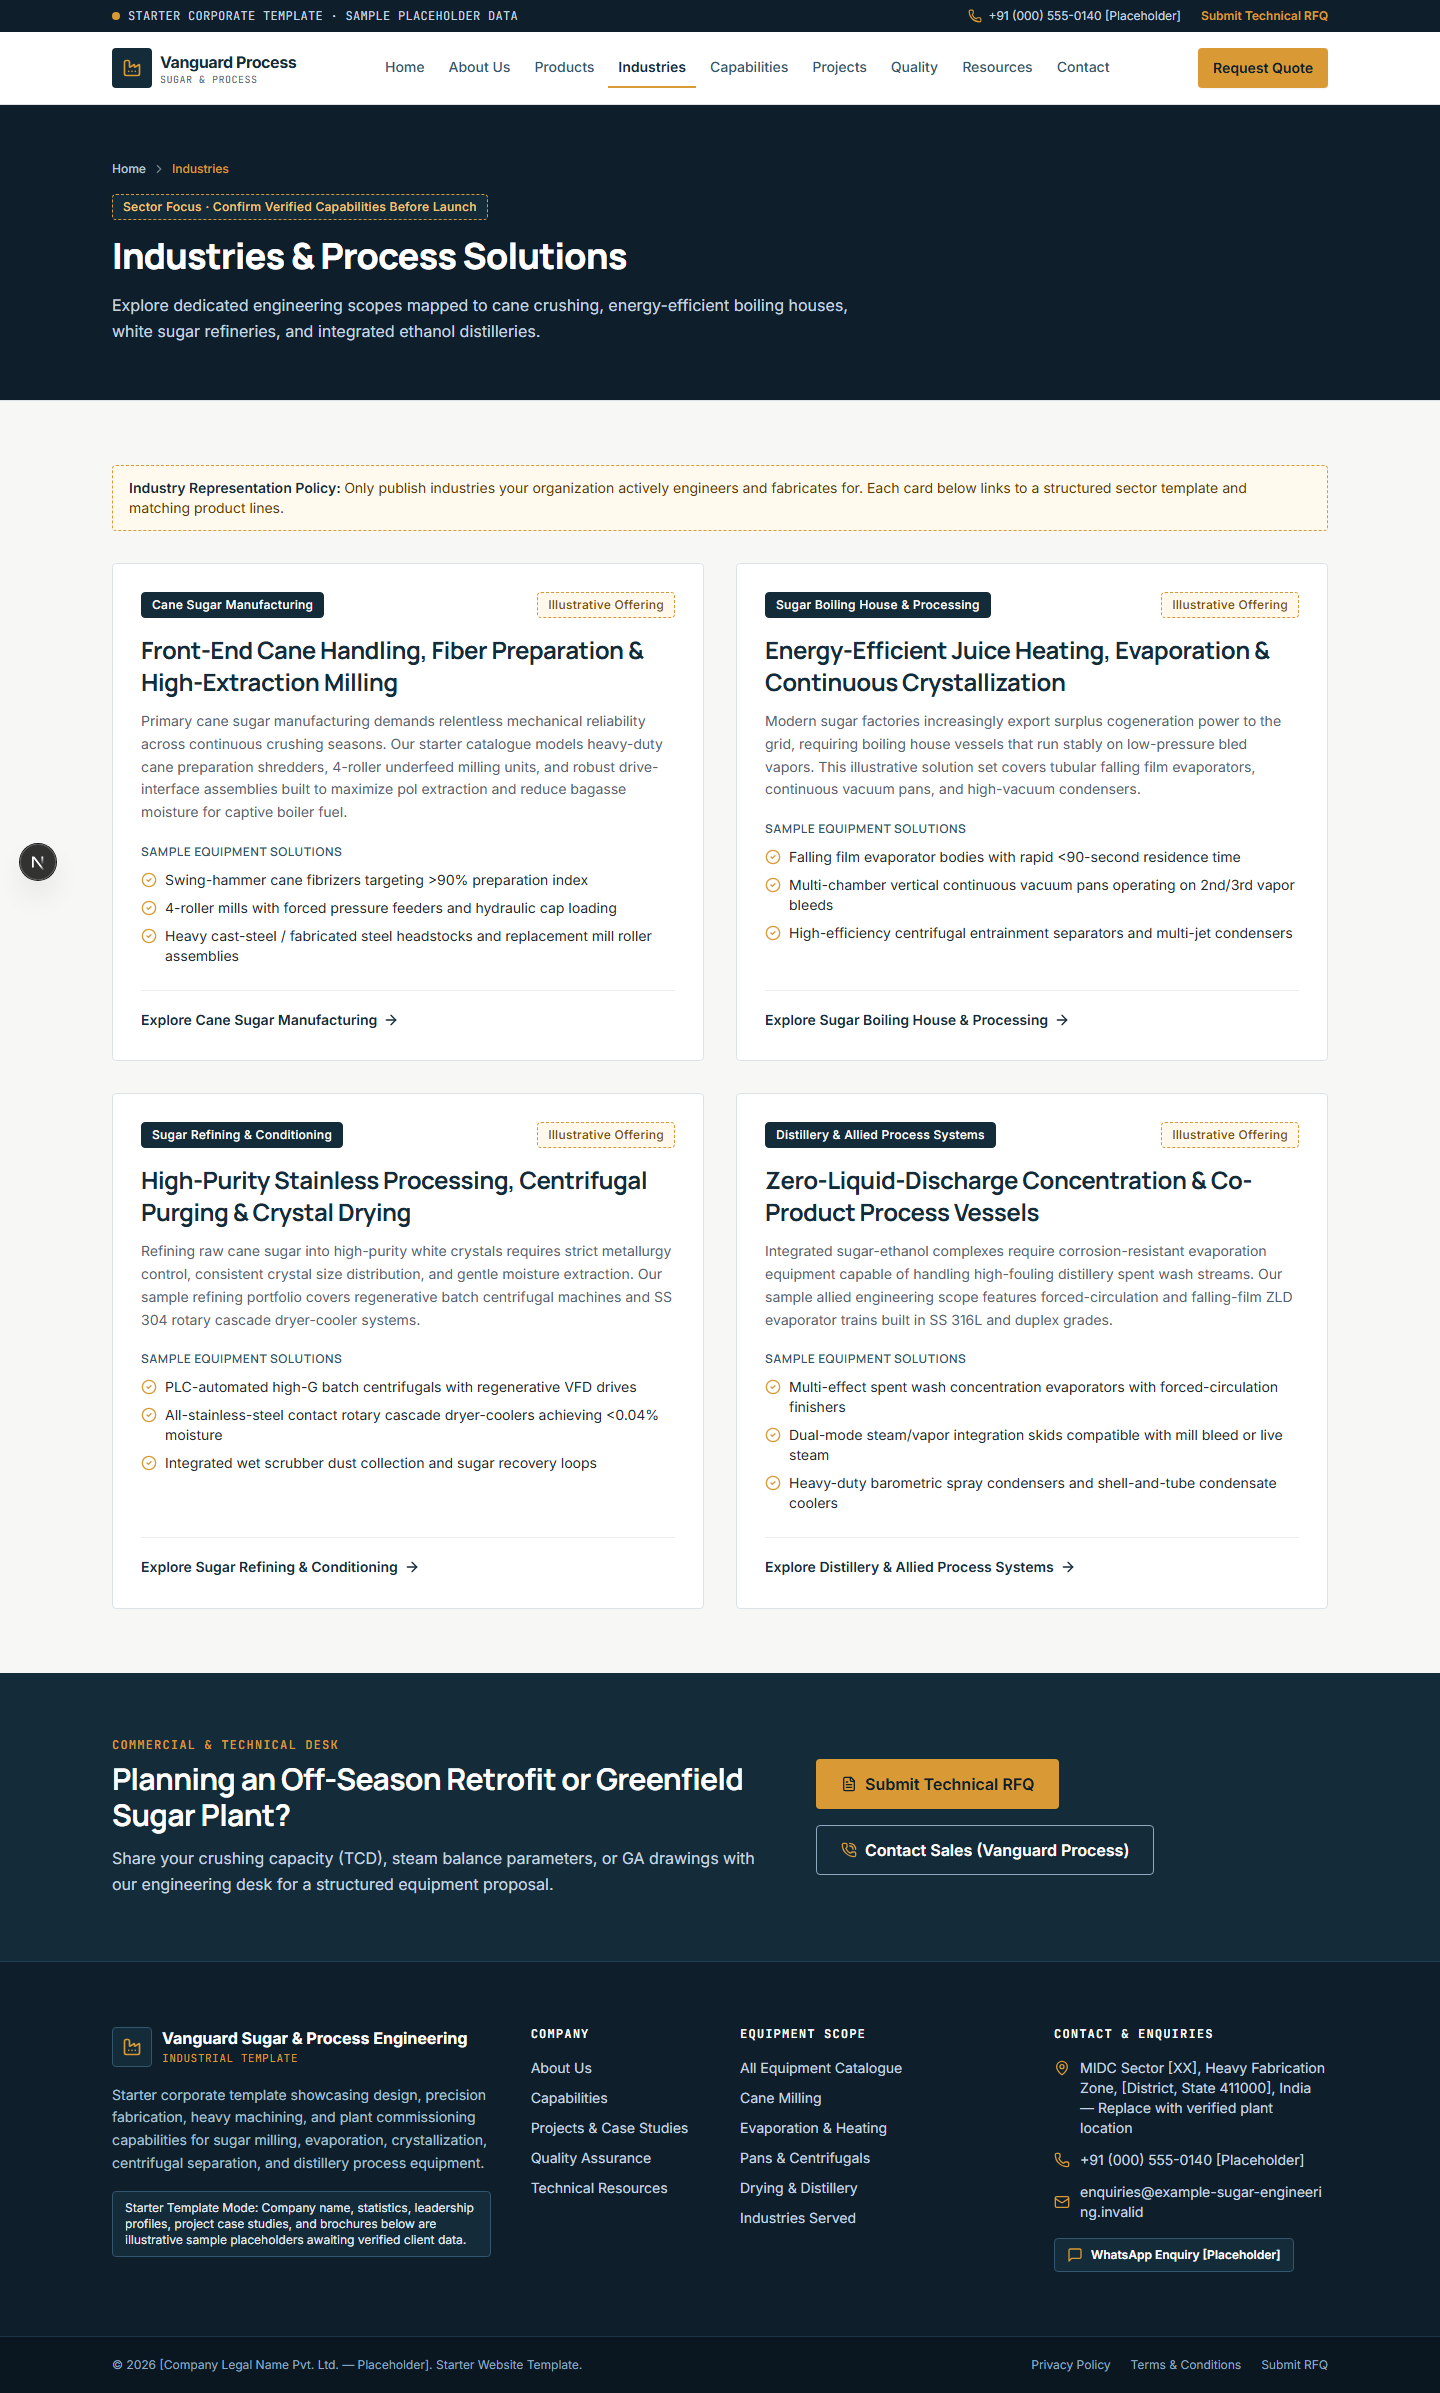 STARTER CORPORATE TEMPLATE · SAMPLE PLACEHOLDER DATA
+91 (000) 555-0140 [Placeholder]
Submit Technical RFQ
Vanguard Process
SUGAR & PROCESS
Home
About Us
Products
Industries
Capabilities
Projects
Quality
Resources
Contact
Request Quote
Home > Industries
Sector Focus · Confirm Verified Capabilities Before Launch
Industries & Process Solutions
Explore dedicated engineering scopes mapped to cane crushing, energy-efficient boiling houses,
white sugar refineries, and integrated ethanol distilleries.
Industry Representation Policy: Only publish industries your organization actively engineers and fabricates for. Each card below links to a structured sector template and
matching product lines.
Cane Sugar Manufacturing
Illustrative Offering
Front-End Cane Handling, Fiber Preparation &
High-Extraction Milling
Primary cane sugar manufacturing demands relentless mechanical reliability
across continuous crushing seasons. Our starter catalogue models heavy-duty
cane preparation shredders, 4-roller underfeed milling units, and robust drive-
interface assemblies built to maximize pol extraction and reduce bagasse
moisture for captive boiler fuel.
SAMPLE EQUIPMENT SOLUTIONS
Swing-hammer cane fibrizers targeting >90% preparation index
4-roller mills with forced pressure feeders and hydraulic cap loading
Heavy cast-steel / fabricated steel headstocks and replacement mill roller
assemblies
Explore Cane Sugar Manufacturing
Sugar Boiling House & Processing
Illustrative Offering
Energy-Efficient Juice Heating, Evaporation &
Continuous Crystallization
Modern sugar factories increasingly export surplus cogeneration power to the
grid, requiring boiling house vessels that run stably on low-pressure bled
vapors. This illustrative solution set covers tubular falling film evaporators,
continuous vacuum pans, and high-vacuum condensers.
SAMPLE EQUIPMENT SOLUTIONS
Falling film evaporator bodies with rapid <90-second residence time
Multi-chamber vertical continuous vacuum pans operating on 2nd/3rd vapor
bleeds
High-efficiency centrifugal entrainment separators and multi-jet condensers
Explore Sugar Boiling House & Processing
N
Sugar Refining & Conditioning
Illustrative Offering
High-Purity Stainless Processing, Centrifugal
Purging & Crystal Drying
Refining raw cane sugar into high-purity white crystals requires strict metallurgy
control, consistent crystal size distribution, and gentle moisture extraction. Our
sample refining portfolio covers regenerative batch centrifugal machines and SS
304 rotary cascade dryer-cooler systems.
SAMPLE EQUIPMENT SOLUTIONS
PLC-automated high-G batch centrifugals with regenerative VFD drives
All-stainless-steel contact rotary cascade dryer-coolers achieving <0.04%
moisture
Integrated wet scrubber dust collection and sugar recovery loops
Explore Sugar Refining & Conditioning
Distillery & Allied Process Systems
Illustrative Offering
Zero-Liquid-Discharge Concentration & Co-
Product Process Vessels
Integrated sugar-ethanol complexes require corrosion-resistant evaporation
equipment capable of handling high-fouling distillery spent wash streams. Our
sample allied engineering scope features forced-circulation and falling-film ZLD
evaporator trains built in SS 316L and duplex grades.
SAMPLE EQUIPMENT SOLUTIONS
Multi-effect spent wash concentration evaporators with forced-circulation
finishers
Dual-mode steam/vapor integration skids compatible with mill bleed or live
steam
Heavy-duty barometric spray condensers and shell-and-tube condensate
coolers
Explore Distillery & Allied Process Systems
COMMERCIAL & TECHNICAL DESK
Planning an Off-Season Retrofit or Greenfield
Sugar Plant?
Share your crushing capacity (TCD), steam balance parameters, or GA drawings with
our engineering desk for a structured equipment proposal.
Submit Technical RFQ
Contact Sales (Vanguard Process)
Vanguard Sugar & Process Engineering
INDUSTRIAL TEMPLATE
Starter corporate template showcasing design, precision
fabrication, heavy machining, and plant commissioning
capabilities for sugar milling, evaporation, crystallization,
centrifugal separation, and distillery process equipment.
Starter Template Mode: Company name, statistics, leadership
profiles, project case studies, and brochures below are
illustrative sample placeholders awaiting verified client data.
COMPANY
About Us
Capabilities
Projects & Case Studies
Quality Assurance
Technical Resources
EQUIPMENT SCOPE
All Equipment Catalogue
Cane Milling
Evaporation & Heating
Pans & Centrifugals
Drying & Distillery
Industries Served
CONTACT & ENQUIRIES
MIDC Sector [XX], Heavy Fabrication
Zone, [District, State 411000], India
— Replace with verified plant
location
+91 (000) 555-0140 [Placeholder]
enquiries@example-sugar-engineeri
ng.invalid
WhatsApp Enquiry [Placeholder]
© 2026 [Company Legal Name Pvt. Ltd. — Placeholder]. Starter Website Template.
Privacy Policy
Terms & Conditions
Submit RFQ